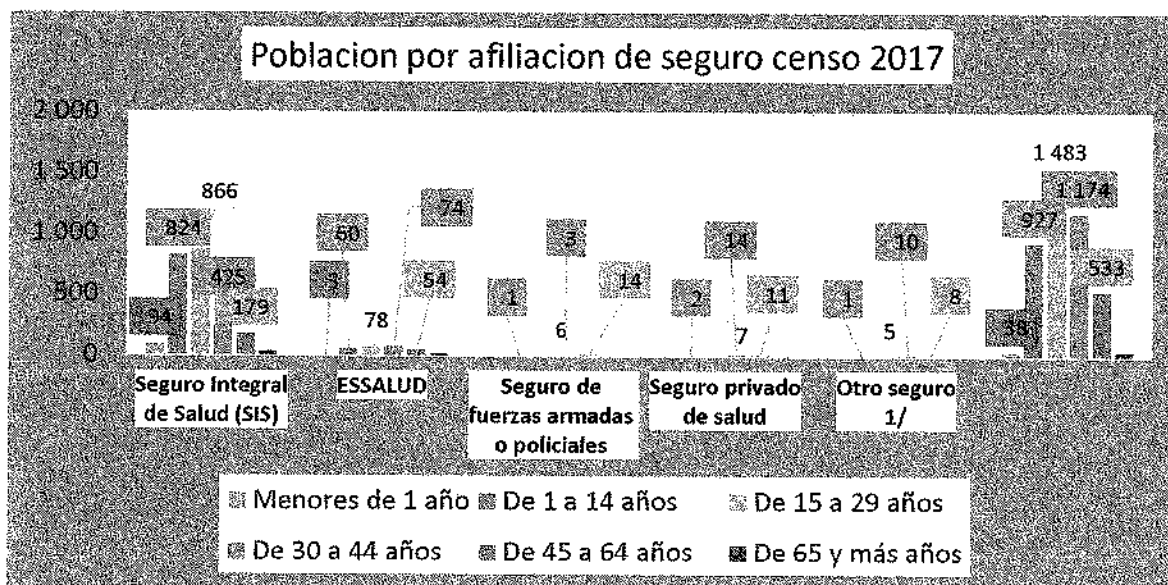 Poblacion por afiliacion de seguro censo 2017
2 000
1 500
1 000
500
0
94
824
866
425
179
3
60
78
74
54
1
3
6
14
2
14
7
11
1
10
5
8
38
927
1 483
1 174
533
Seguro Integral
de Salud (SIS)
ESSALUD
Seguro de
fuerzas armadas
o policiales
Seguro privado
de salud
Otro seguro
1/
Menores de 1 año De 1 a 14 años De 15 a 29 años
De 30 a 44 años De 45 a 64 años De 65 y más años